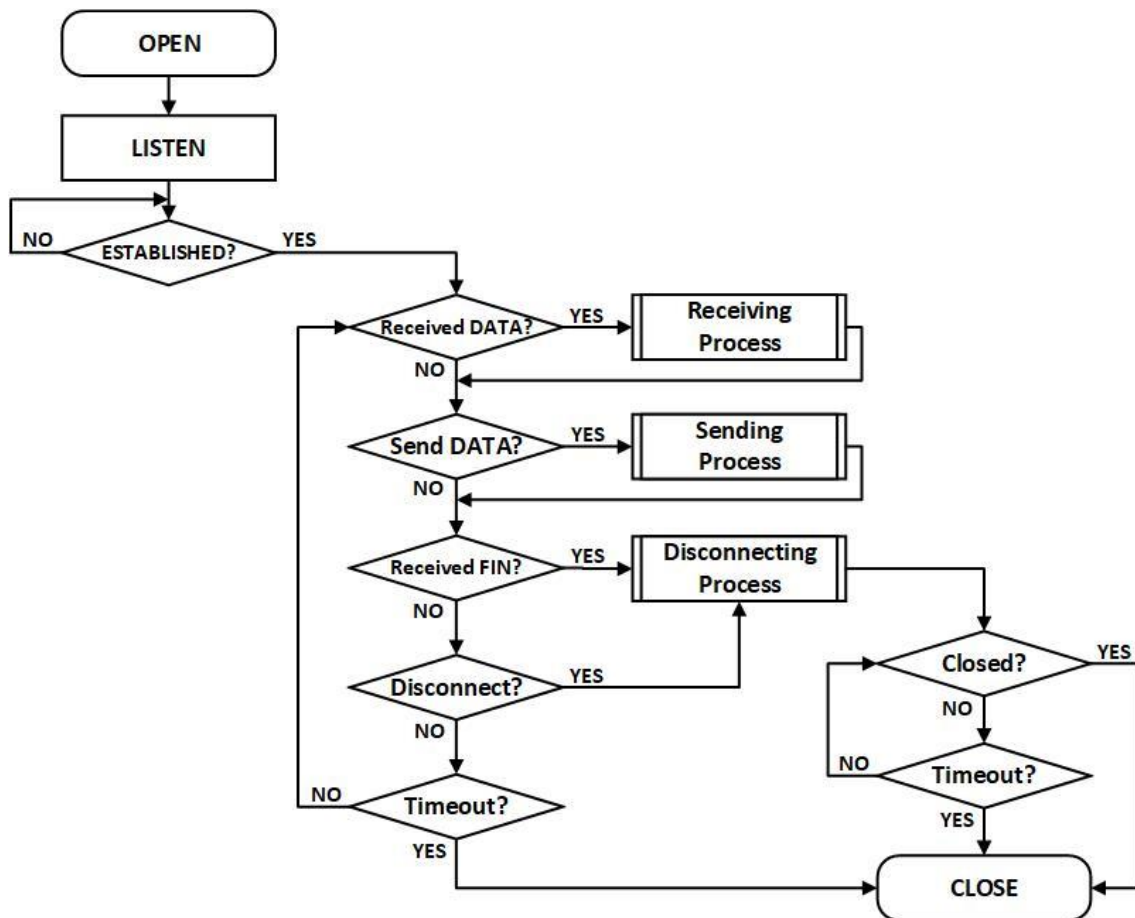 OPEN
LISTEN
NO
ESTABLISHED?
YES
Received DATA?
YES
Receiving
Process
NO
Send DATA?
YES
Sending
Process
NO
Received FIN?
YES
Disconnecting
Process
NO
Disconnect?
YES
Closed?
YES
NO
NO
NO
Timeout?
NO
Timeout?
YES
YES
CLOSE